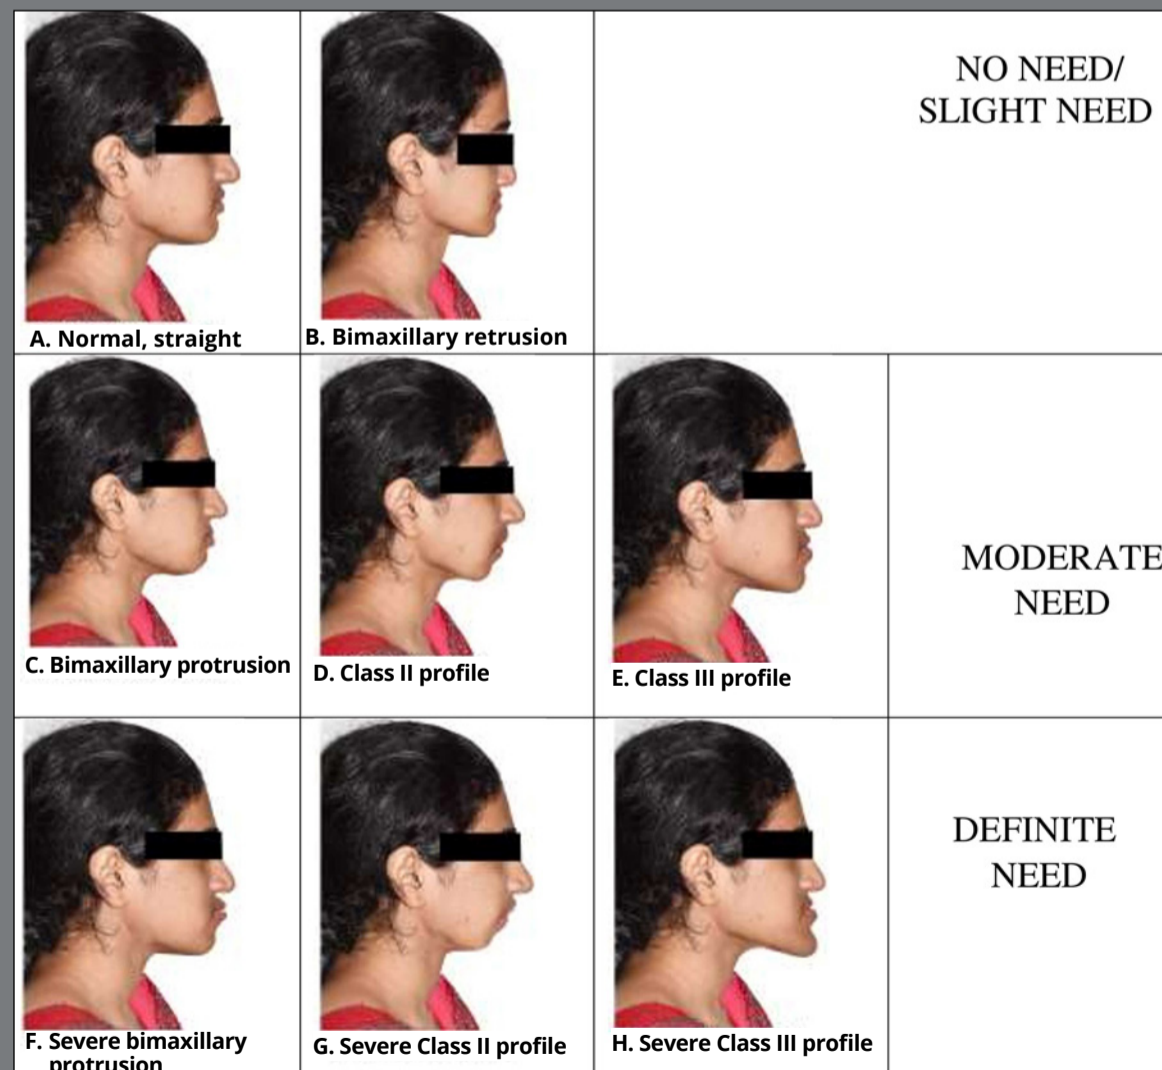 NO NEED/
SLIGHT NEED
A. Normal, straight
B. Bimaxillary retrusion
MODERATE
NEED
C. Bimaxillary protrusion
D. Class II profile
E. Class III profile
DEFINITE
NEED
F. Severe bimaxillary
protrusion
G. Severe Class II profile
H. Severe Class III profile